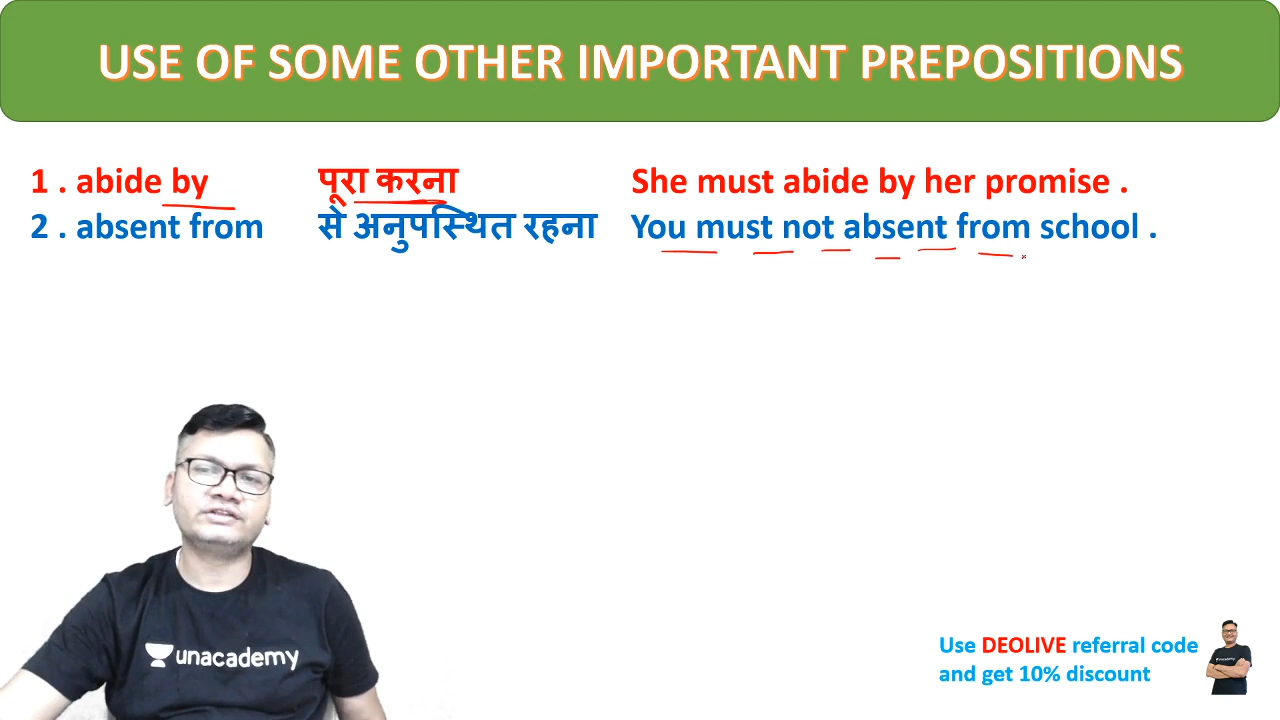 USE OF SOME OTHER IMPORTANT PREPOSITIONS
1 . abide by पूरा करना She must abide by her promise .
2 . absent from से अनुपस्थित रहना You must not absent from school .
unacademy
Use DEOLIVE referral code
and get 10% discount
unacademy